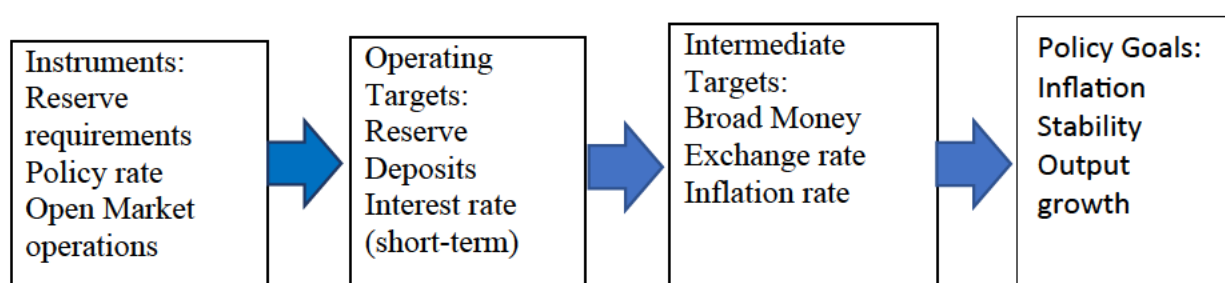 Instruments:
Reserve
requirements
Policy rate
Open Market
operations
Operating
Targets:
Reserve
Deposits
Interest rate
(short-term)
Intermediate
Targets:
Broad Money
Exchange rate
Inflation rate
Policy Goals:
Inflation
Stability
Output
growth